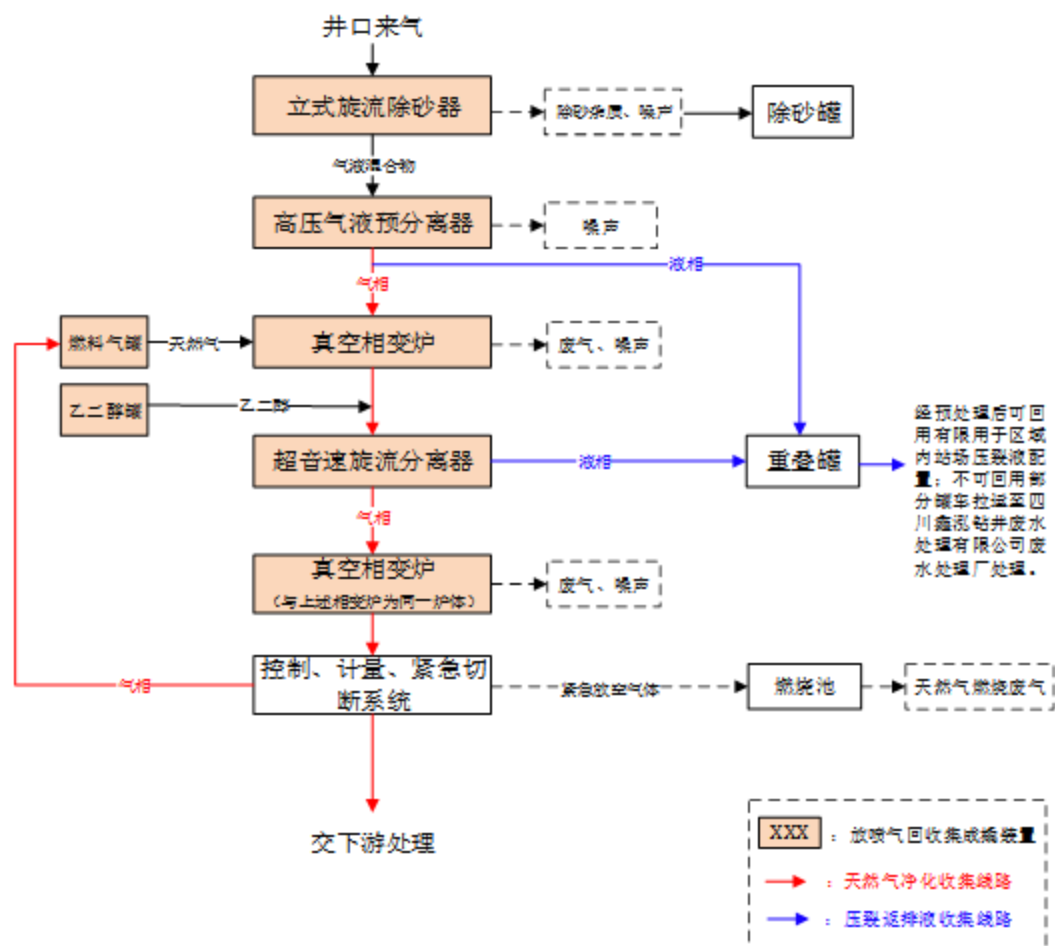 井口来气
立式旋流除砂器
除砂杂质、噪声
除砂罐
气液混合物
高压气液预分离器
噪声
液相
气相
燃料气罐
天然气
真空相变炉
废气、噪声
乙二醇罐
乙二醇
超音速旋流分离器
液相
重叠罐
经预处理后可回
用有限用于区域
内站场压裂液配
置；不可回用部
分罐车拉运至四
川鑫泓钻井废水
处理有限公司废
水处理厂处理。
气相
真空相变炉
（与上述相变炉为同一炉体）
废气、噪声
控制、计量、紧急切
断系统
气相
紧急放空气体
燃烧池
天然气燃烧废气
交下游处理
XXX
：放喷气回收集成撬装置
：天然气净化收集线路
：压裂返排液收集线路